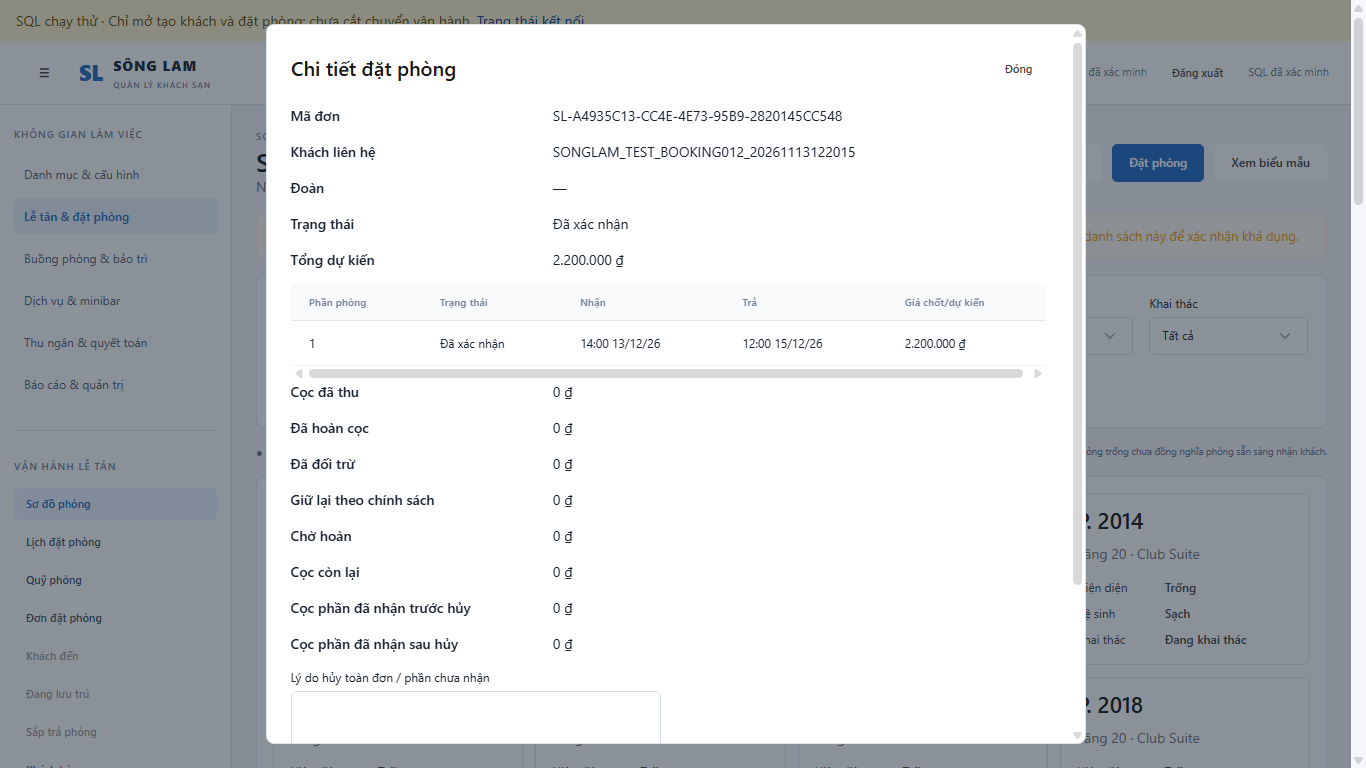 SQL chạy thử · Chỉ mở tạo khách và đặt phòng; chưa cắt chuyển vận hành. Trạng thái kết nối
SL SÔNG LAM
QUẢN LÝ KHÁCH SẠN
đã xác minh
Đăng xuất
SQL đã xác minh
KHÔNG GIAN LÀM VIỆC
Danh mục & cấu hình
Lễ tân & đặt phòng
Buồng phòng & bảo trì
Dịch vụ & minibar
Thu ngân & quyết toán
Báo cáo & quản trị
VẬN HÀNH LỄ TÂN
Sơ đồ phòng
Lịch đặt phòng
Quỹ phòng
Đơn đặt phòng
Khách đến
Đang lưu trú
Sắp trả phòng
Chi tiết đặt phòng
Đóng
Mã đơn SL-A4935C13-CC4E-4E73-95B9-2820145CC548
Khách liên hệ SONGLAM_TEST_BOOKING012_20261113122015
Đoàn —
Trạng thái Đã xác nhận
Tổng dự kiến 2.200.000 ₫
Phần phòng Trạng thái Nhận Trả Giá chốt/dự kiến
1 Đã xác nhận 14:00 13/12/26 12:00 15/12/26 2.200.000 ₫
Cọc đã thu 0 ₫
Đã hoàn cọc 0 ₫
Đã đối trừ 0 ₫
Giữ lại theo chính sách 0 ₫
Chờ hoàn 0 ₫
Cọc còn lại 0 ₫
Cọc phần đã nhận trước hủy 0 ₫
Cọc phần đã nhận sau hủy 0 ₫
Lý do hủy toàn đơn / phần chưa nhận
Đặt phòng
Xem biểu mẫu
danh sách này để xác nhận khả dụng.
Khai thác
Tất cả
trống chưa đồng nghĩa phòng sẵn sàng nhận khách.
2014
20 · Club Suite
diện Trống
sinh Sạch
thác Đang khai thác
2018
20 · Club Suite